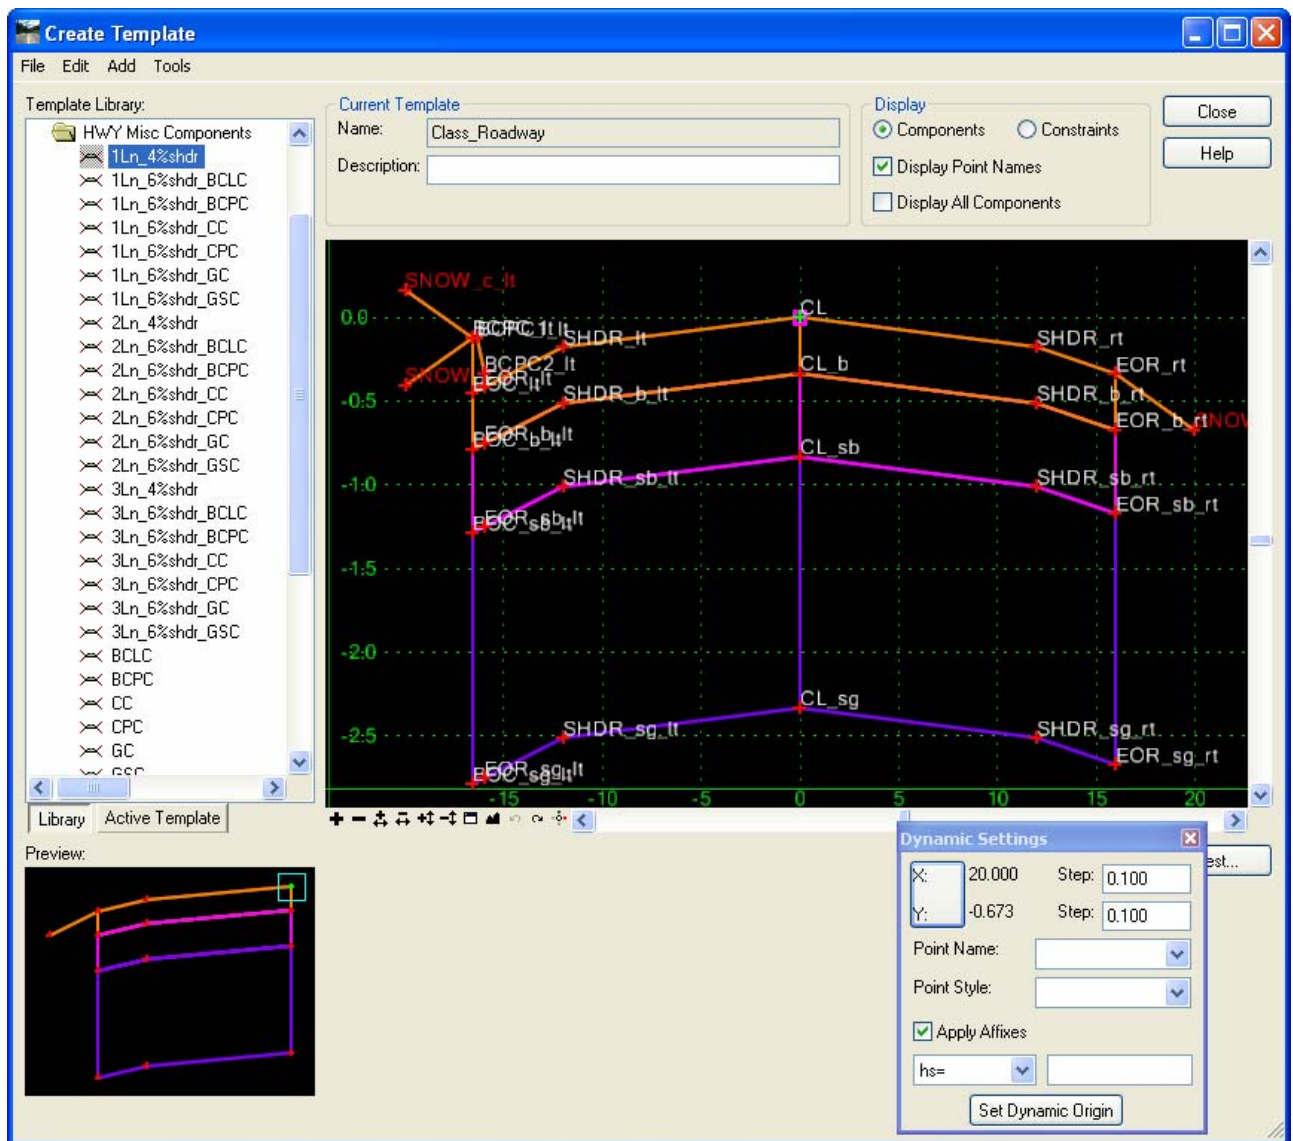 Create Template
File Edit Add Tools
Template Library:
HWY Misc Components
1Ln_4%shdr
1Ln_6%shdr_BCLC
1Ln_6%shdr_BCPC
1Ln_6%shdr_CC
1Ln_6%shdr_CPC
1Ln_6%shdr_GC
1Ln_6%shdr_GSC
2Ln_4%shdr
2Ln_6%shdr_BCLC
2Ln_6%shdr_BCPC
2Ln_6%shdr_CC
2Ln_6%shdr_CPC
2Ln_6%shdr_GC
2Ln_6%shdr_GSC
3Ln_4%shdr
3Ln_6%shdr_BCLC
3Ln_6%shdr_BCPC
3Ln_6%shdr_CC
3Ln_6%shdr_CPC
3Ln_6%shdr_GC
3Ln_6%shdr_GSC
BCLC
BCPC
CC
CPC
GC
GSC
Library Active Template
Preview:
Current Template
Name: Class_Roadway
Description:
Display
Components Constraints
Display Point Names
Display All Components
Close
Help
SNOW_c_lt
0.0
CL
SHDR_lt
SHDR_rt
BCPC2_lt
CL_b
EOR_rt
SNOW
-0.5
SHDR_b_lt
SHDR_b_rt
EOR_b_rt
SNOW
CL_sb
-1.0
SHDR_sb_lt
SHDR_sb_rt
EOR_sb_lt
EOR_sb_rt
-1.5
-2.0
CL_sg
-2.5
SHDR_sg_lt
SHDR_sg_rt
EOR_sg_lt
EOR_sg_rt
-15 -10 -5 0 5 10 15 20
est...
Dynamic Settings
X: 20.000 Step: 0.100
Y: -0.673 Step: 0.100
Point Name:
Point Style:
Apply Affixes
hs=
Set Dynamic Origin